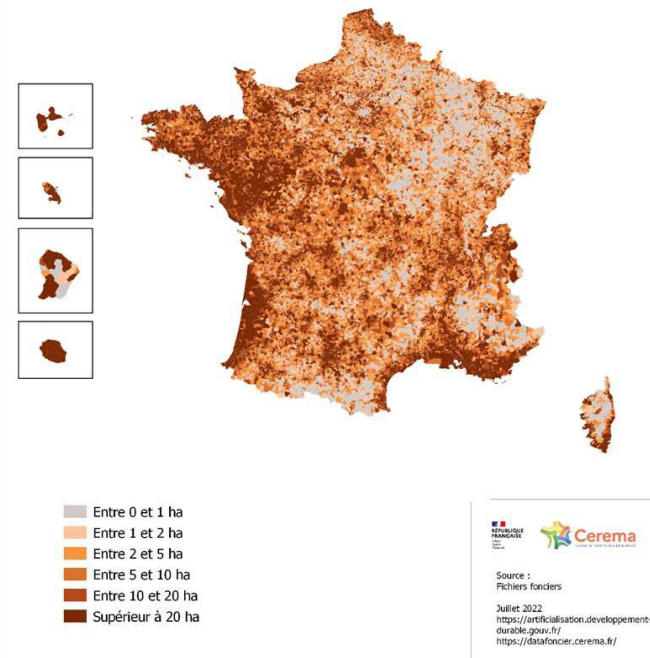 Entre 0 et 1 ha
Entre 1 et 2 ha
Entre 2 et 5 ha
Entre 5 et 10 ha
Entre 10 et 20 ha
Supérieur à 20 ha
RÉPUBLIQUE
FRANÇAISE
Cerema
Source :
Fichiers fonciers
Juillet 2022
https://artificialisation.developpement-
durable.gouv.fr/
https://datafoncier.cerema.fr/